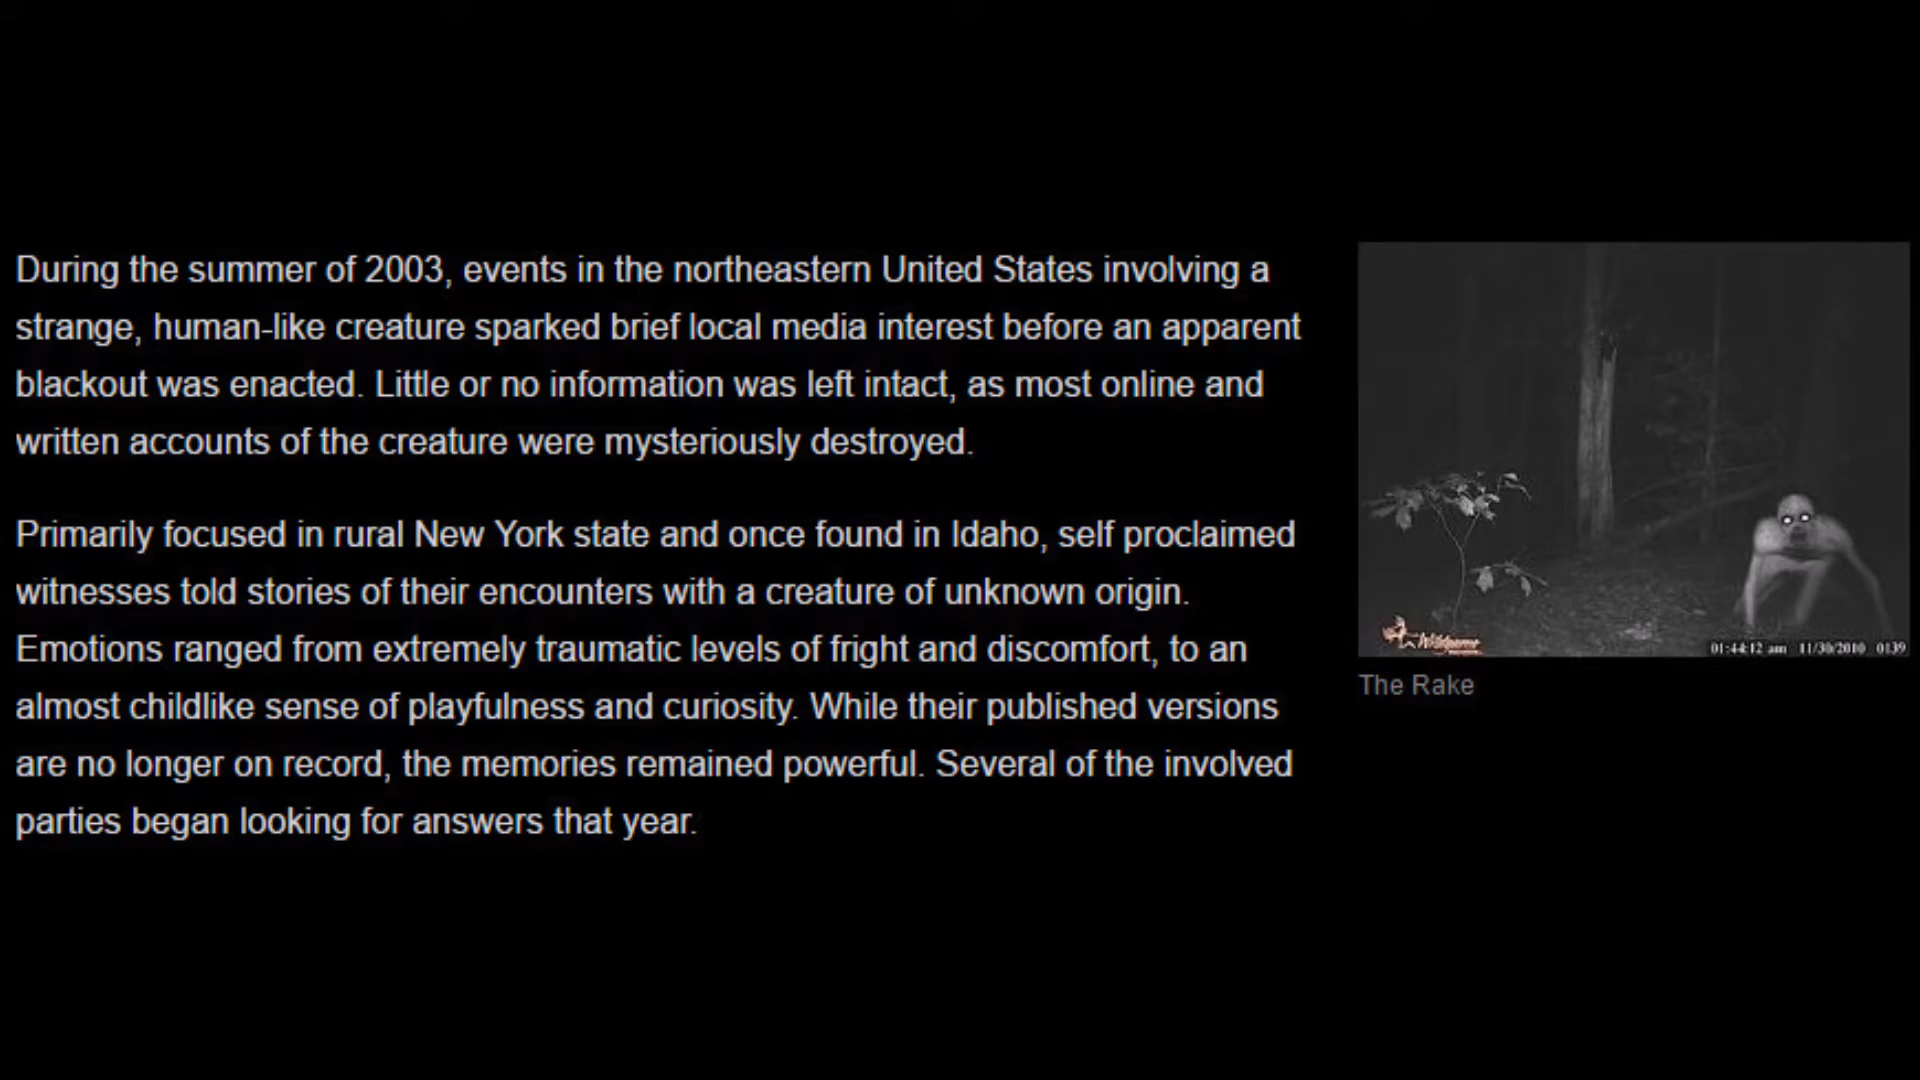 During the summer of 2003, events in the northeastern United States involving a
strange, human-like creature sparked brief local media interest before an apparent
blackout was enacted. Little or no information was left intact, as most online and
written accounts of the creature were mysteriously destroyed.
Primarily focused in rural New York state and once found in Idaho, self proclaimed
witnesses told stories of their encounters with a creature of unknown origin.
Emotions ranged from extremely traumatic levels of fright and discomfort, to an
almost childlike sense of playfulness and curiosity. While their published versions
are no longer on record, the memories remained powerful. Several of the involved
parties began looking for answers that year.
01:44:12 am 11/30/2010 0139
The Rake